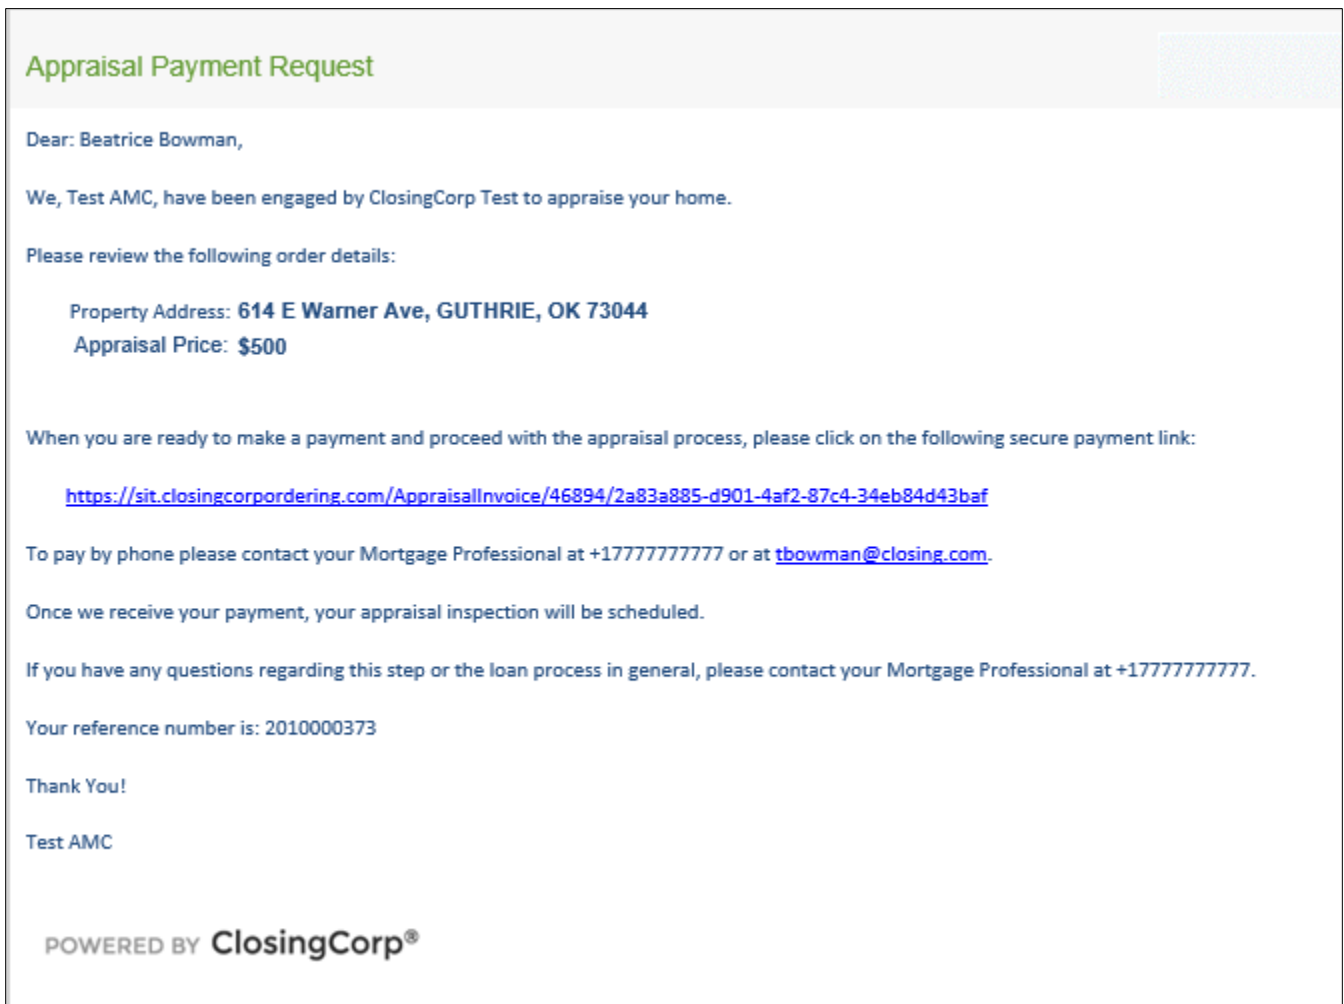 Appraisal Payment Request
Dear: Beatrice Bowman,
We, Test AMC, have been engaged by ClosingCorp Test to appraise your home.
Please review the following order details:
Property Address: 614 E Warner Ave, GUTHRIE, OK 73044
Appraisal Price: $500
When you are ready to make a payment and proceed with the appraisal process, please click on the following secure payment link:
https://sit.closingcorpordering.com/AppraisalInvoice/46894/2a83a885-d901-4af2-87c4-34eb84d43baf
To pay by phone please contact your Mortgage Professional at +17777777777 or at tbowman@closing.com.
Once we receive your payment, your appraisal inspection will be scheduled.
If you have any questions regarding this step or the loan process in general, please contact your Mortgage Professional at +17777777777.
Your reference number is: 2010000373
Thank You!
Test AMC
POWERED BY ClosingCorp®